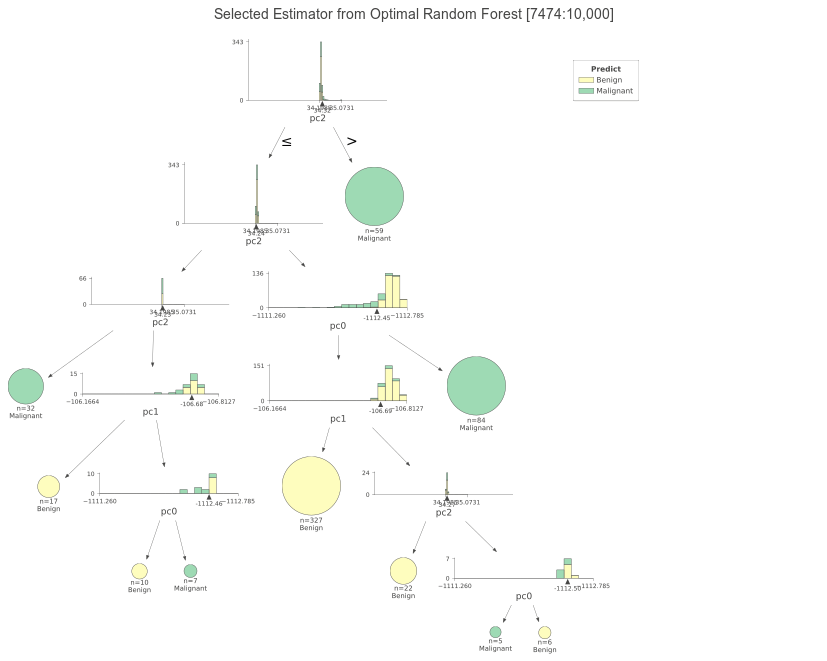 Selected Estimator from Optimal Random Forest [7474:10,000]
Predict
Benign
Malignant
343
0
pc2
≤
>
343
0
pc2
n=59
Malignant
66
0
pc2
136
0
−1111.260
-1112.45
−1112.785
pc0
n=32
Malignant
15
0
−106.1664
-106.68
−106.8127
pc1
151
0
−106.1664
-106.69
−106.8127
pc1
n=84
Malignant
n=17
Benign
10
0
−1111.260
-1112.46
−1112.785
pc0
n=327
Benign
24
0
pc2
n=10
Benign
n=7
Malignant
n=22
Benign
7
0
−1111.260
-1112.50
1112.785
pc0
n=5
Malignant
n=6
Benign